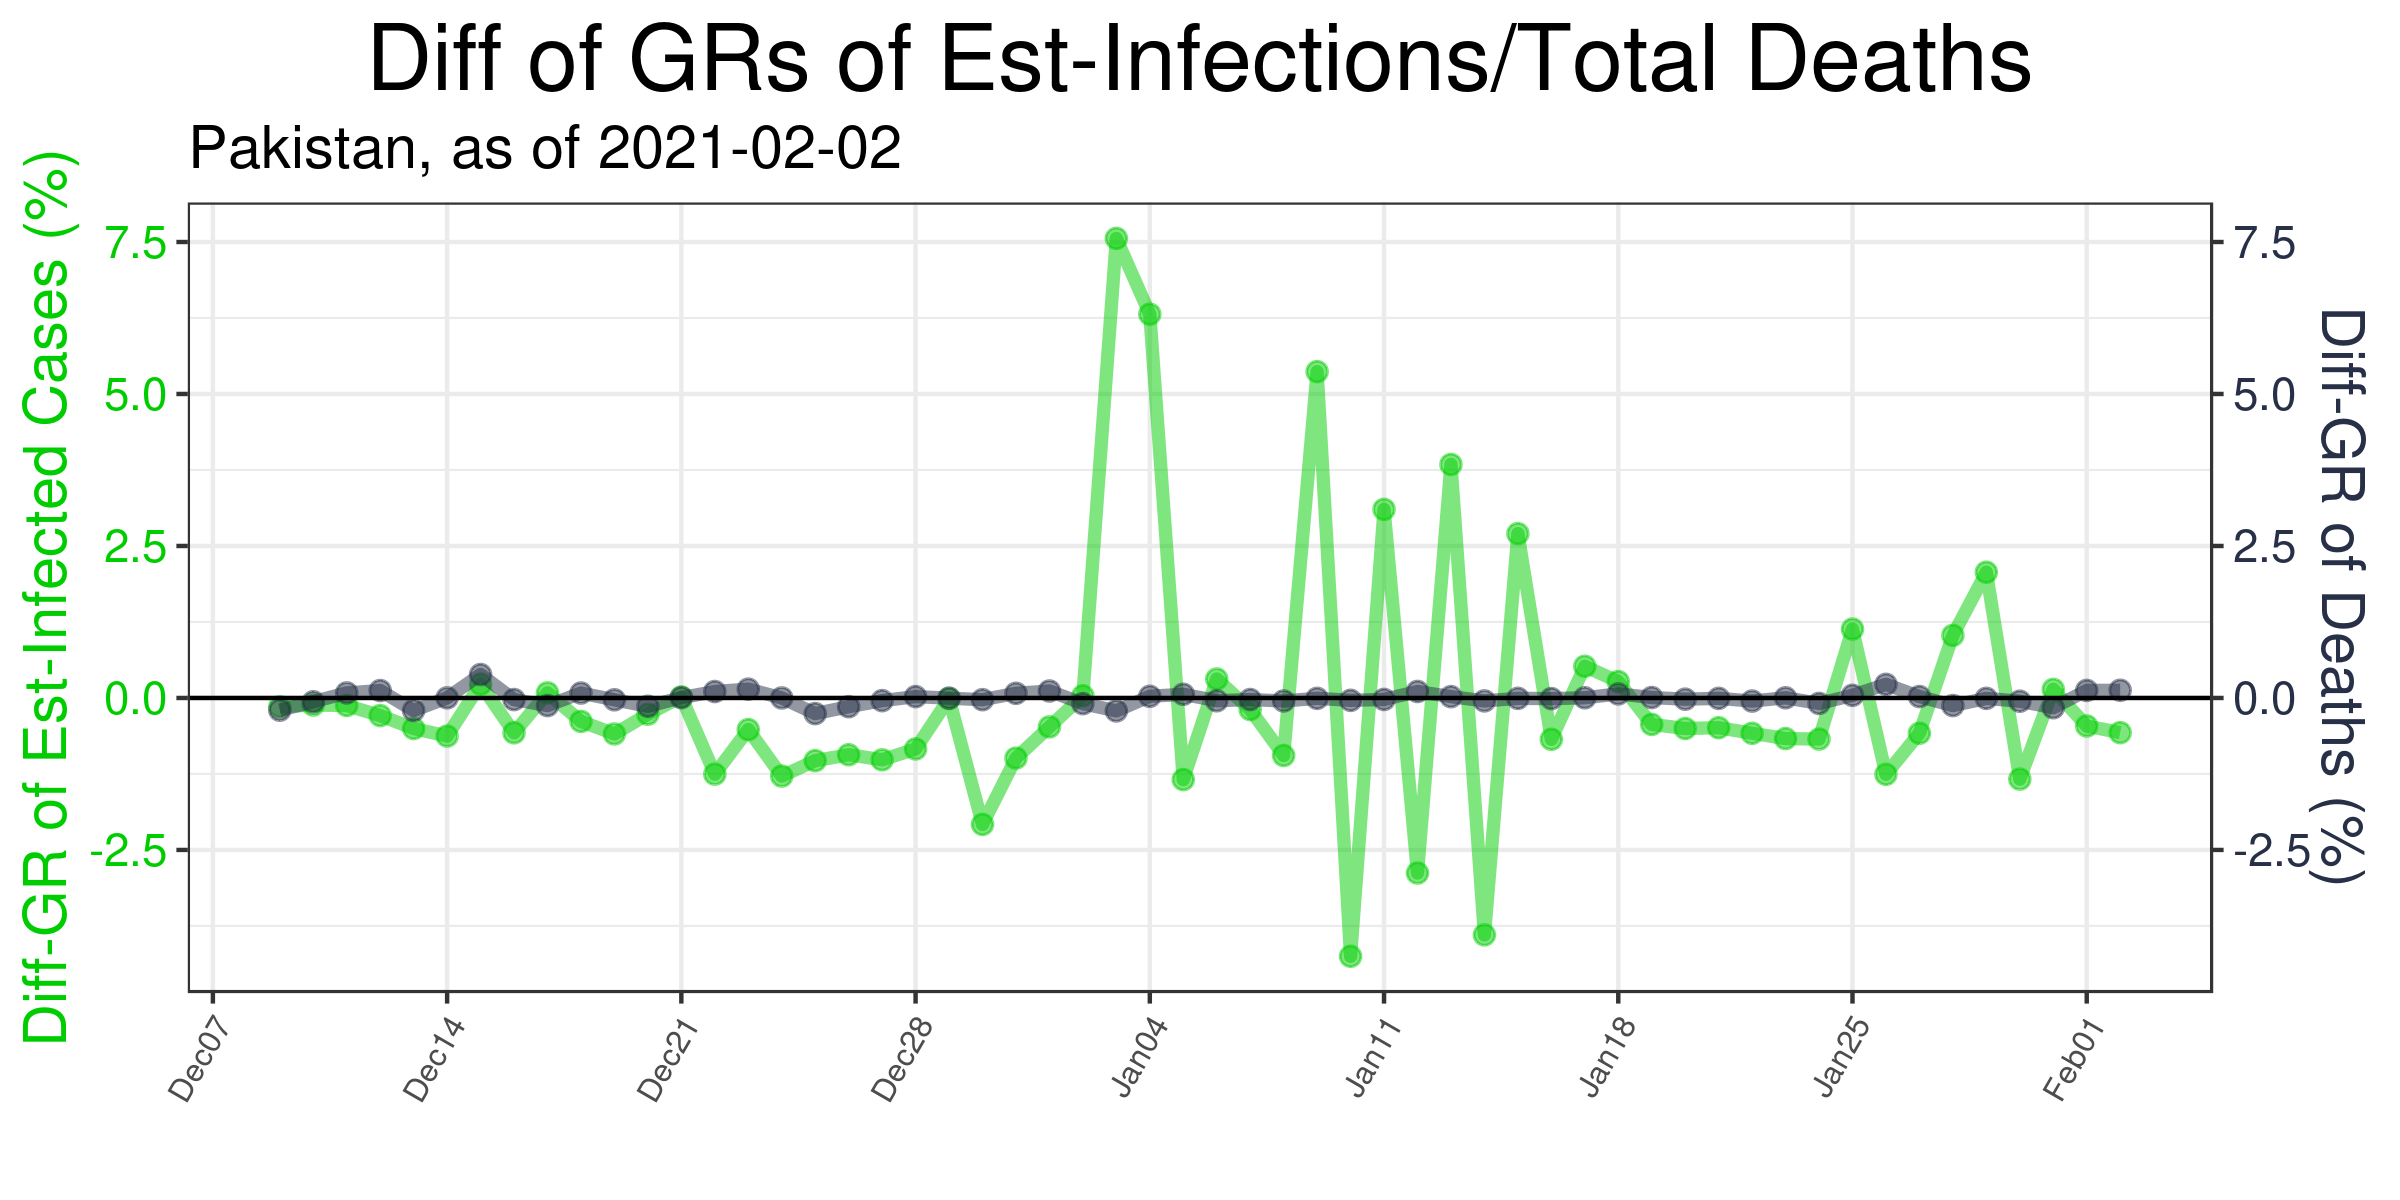 Diff of GRs of Est-Infections/Total Deaths
Pakistan, as of 2021-02-02
Diff-GR of Est-Infected Cases (%)
7.5
5.0
2.5
0.0
-2.5
7.5
5.0
2.5
0.0
-2.5
Diff-GR of Deaths (%)
Dec07
Dec14
Dec21
Dec28
Jan04
Jan11
Jan18
Jan25
Feb01